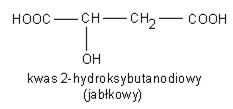 HOOC—CH—CH₂—COOH
OH
kwas 2-hydroksybutanodiowy
(jabłkowy)